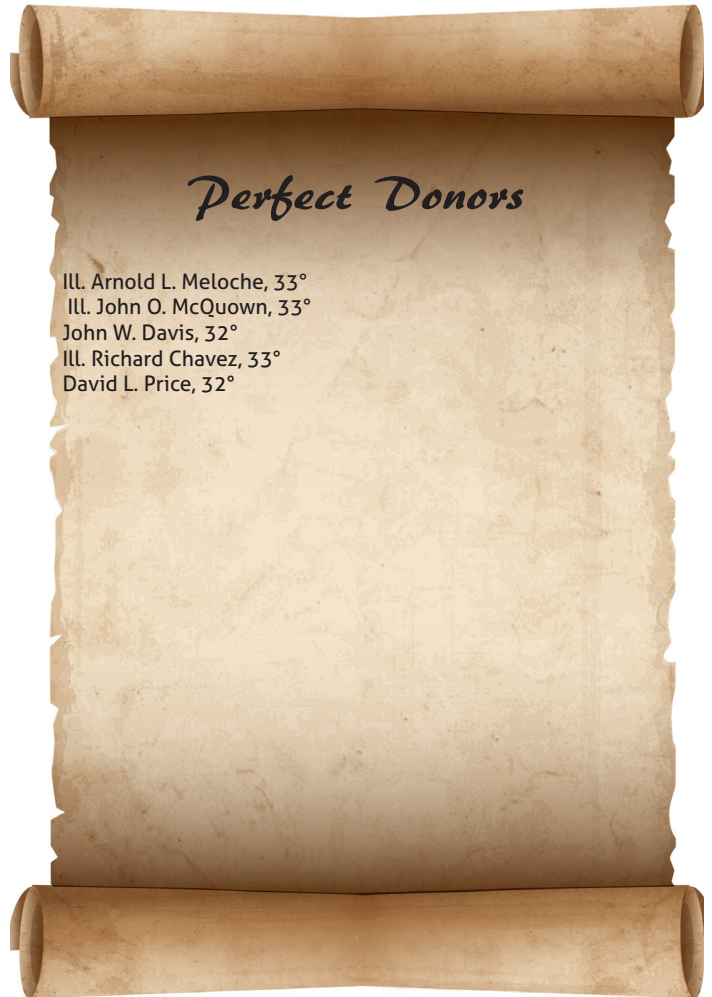 Perfect Donors
Ill. Arnold L. Meloche, 33°
Ill. John O. McQuown, 33°
John W. Davis, 32°
Ill. Richard Chavez, 33°
David L. Price, 32°